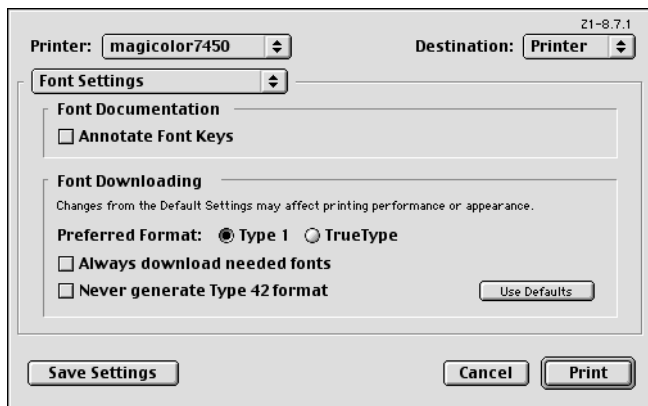 Z1-8.7.1
Printer: magicolor7450 Destination: Printer
Font Settings
Font Documentation
Annotate Font Keys
Font Downloading
Changes from the Default Settings may affect printing performance or appearance.
Preferred Format: Type 1 TrueType
Always download needed fonts
Never generate Type 42 format Use Defaults
Save Settings Cancel Print